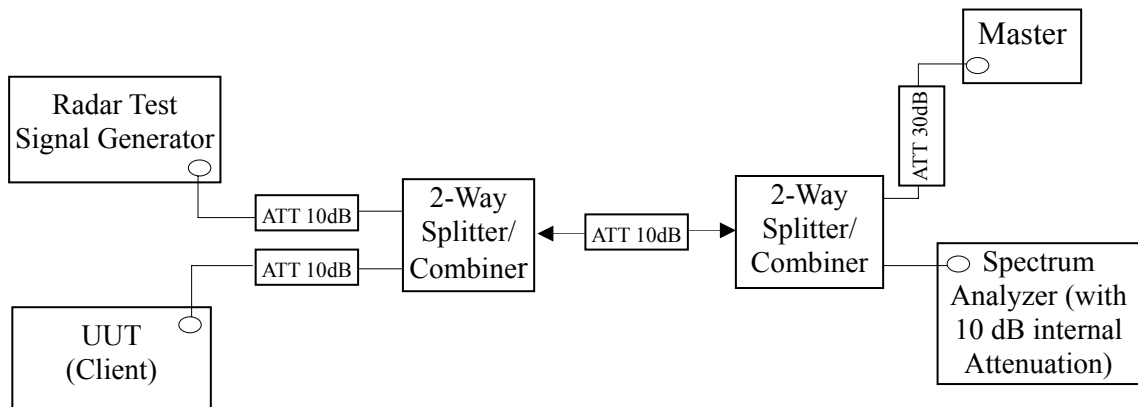 Radar Test
Signal Generator
ATT 10dB
ATT 10dB
UUT
(Client)
2-Way
Splitter/
Combiner
ATT 10dB
2-Way
Splitter/
Combiner
ATT 30dB
Master
Spectrum
Analyzer (with
10 dB internal
Attenuation)